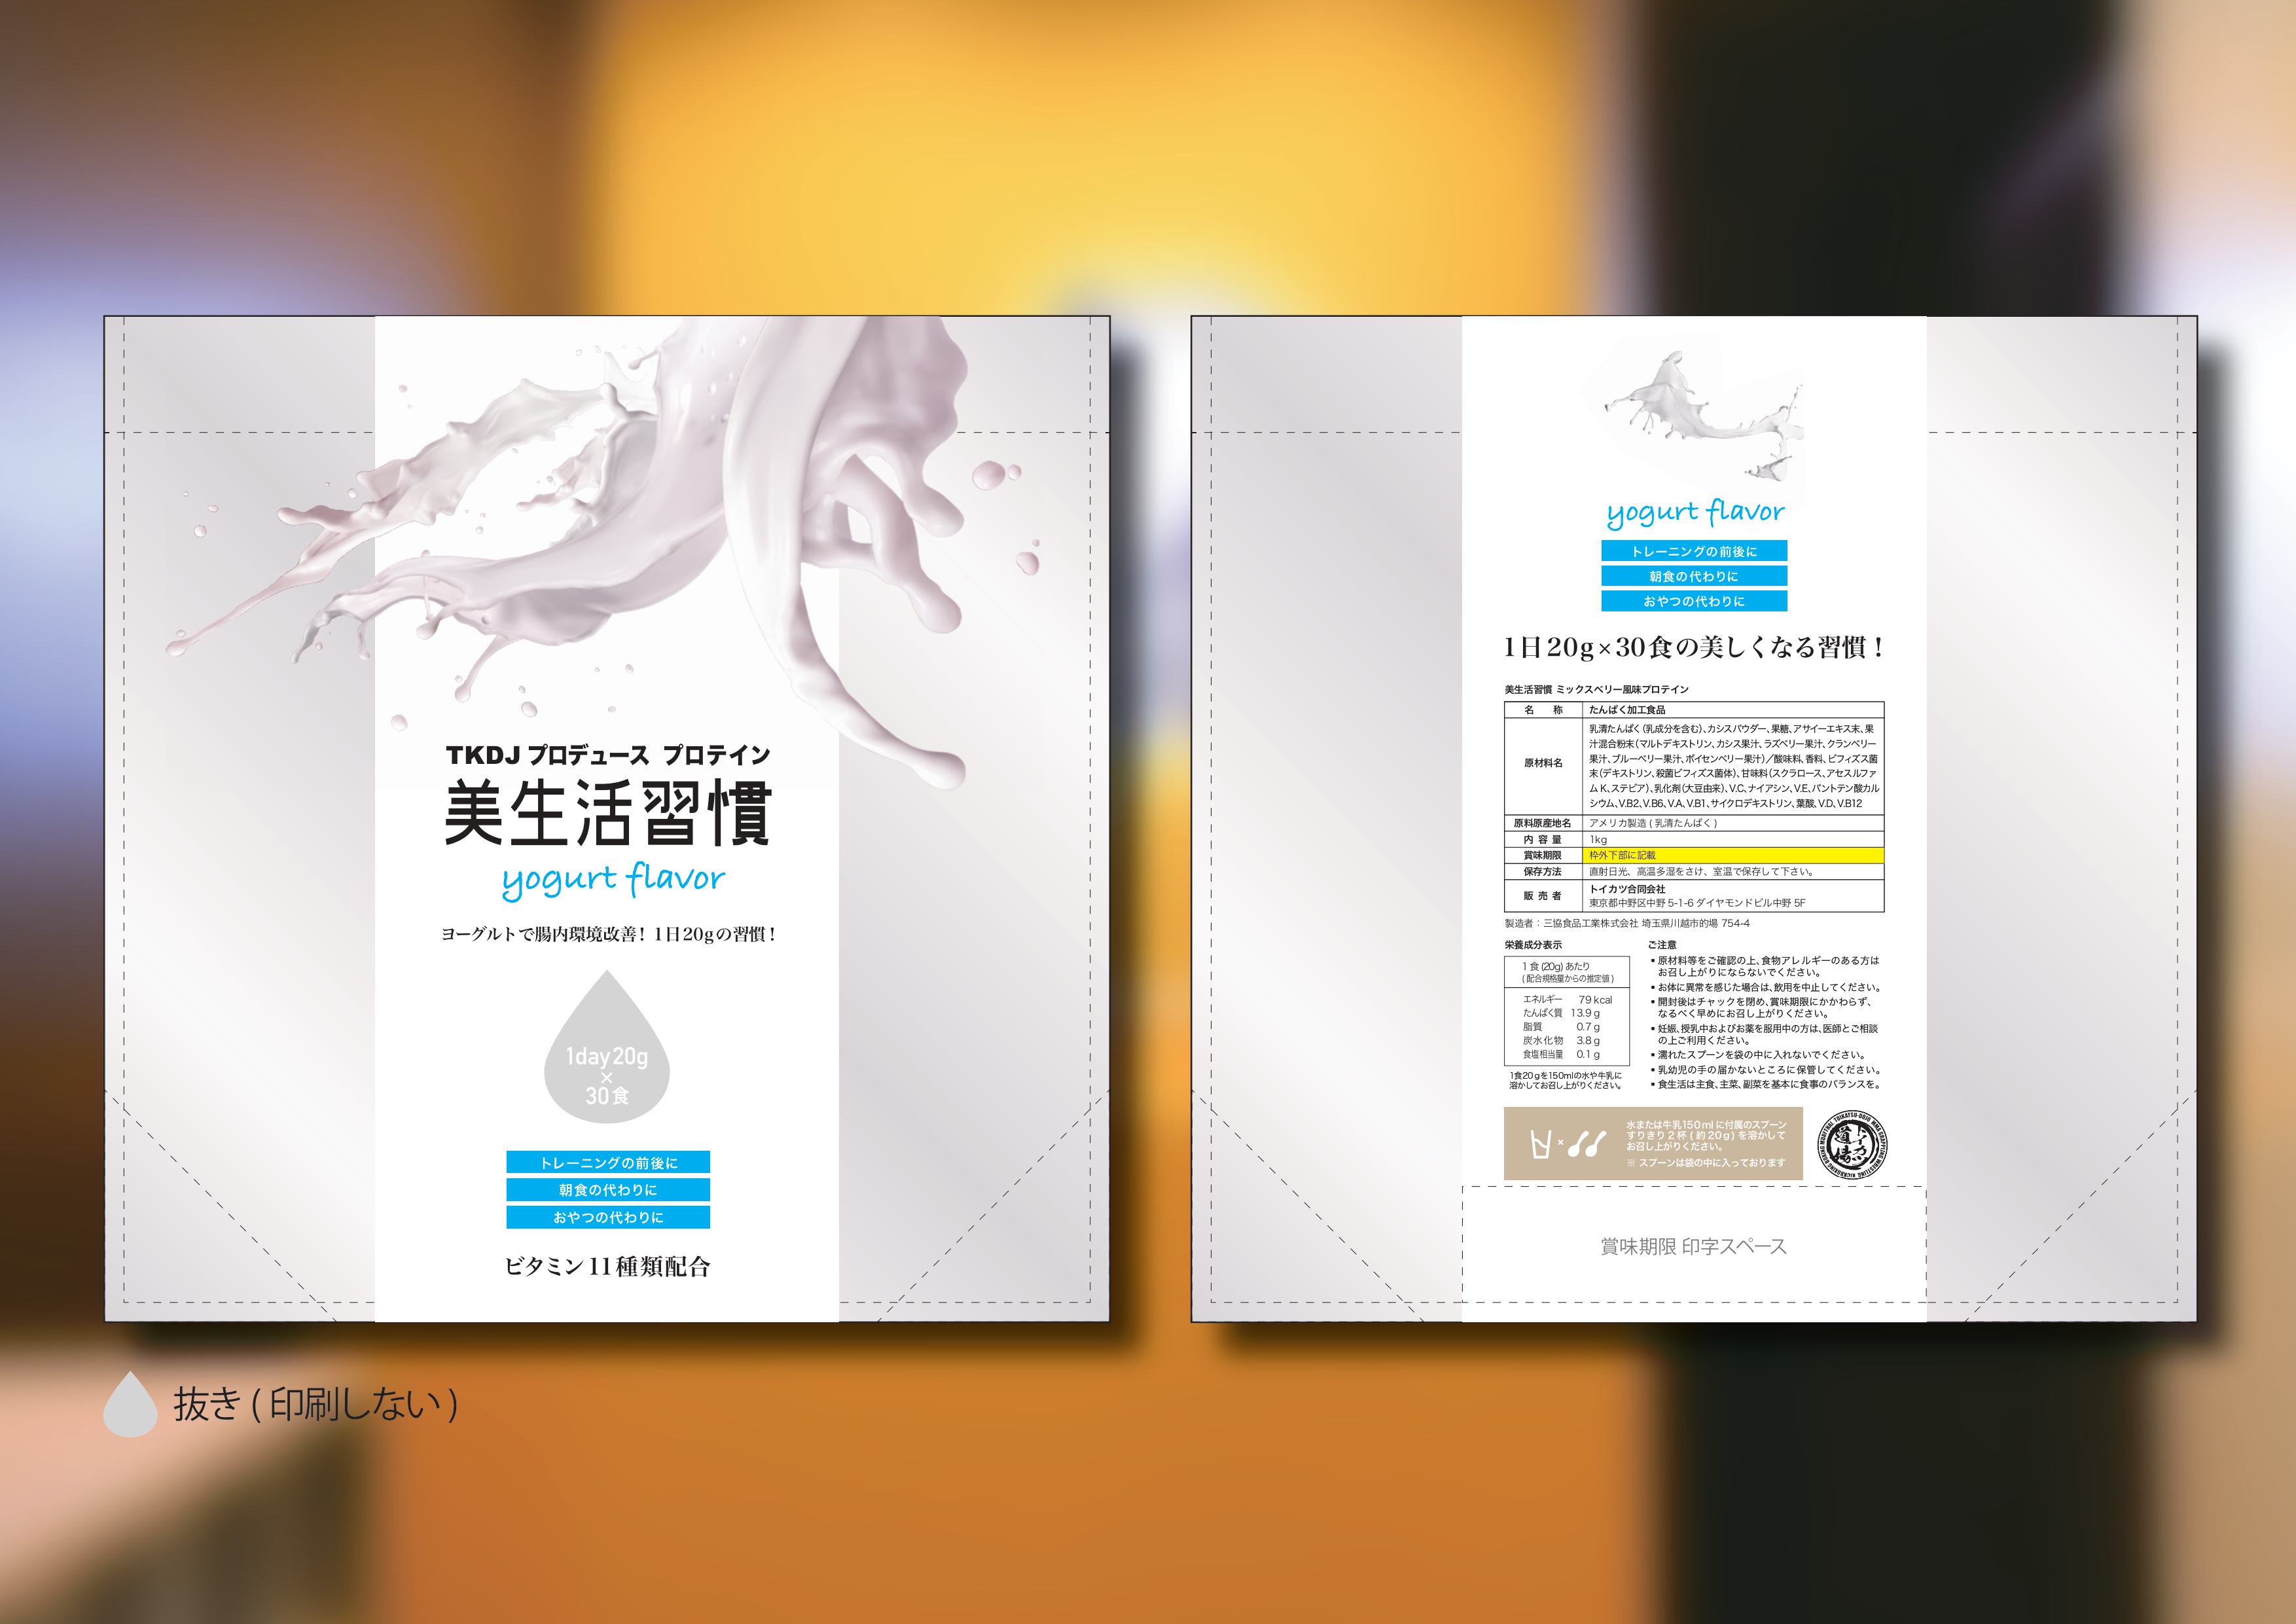 TKDJ プロデュース プロテイン
美生活習慣
yogurt flavor
ヨーグルトで腸内環境改善！1日20gの習慣！
1day20g
×
30食
トレーニングの前後に
朝食の代わりに
おやつの代わりに
ビタミン11種類配合
抜き ( 印刷しない )
yogurt flavor
トレーニングの前後に
朝食の代わりに
おやつの代わりに
1日20g×30食の美しくなる習慣！
美生活習慣 ミックスベリー風味プロテイン
名　称 たんぱく加工食品
原材料名
乳清たんぱく(乳成分を含む)、カシスパウダー、果糖、アサイーエキス末、果
汁混合粉末(マルトデキストリン、カシス果汁、ラズベリー果汁、クランベリー
果汁、ブルーベリー果汁、ボイセンベリー果汁)／酸味料、香料、ビフィズス菌
末(デキストリン、殺菌ビフィズス菌体)、甘味料(スクラロース、アセスルファ
ムK、ステビア)、乳化剤(大豆由来)、V.C、ナイアシン、V.E、パントテン酸カル
シウム、V.B2、V.B6、V.A、V.B1、サイクロデキストリン、葉酸、V.D、V.B12
原料原産地名 アメリカ製造 ( 乳清たんぱく )
内 容 量 1kg
賞味期限 枠外下部に記載
保存方法 直射日光、高温多湿をさけ、室温で保存して下さい。
販 売 者
トイカツ合同会社
東京都中野区中野 5-1-6 ダイヤモンドビル中野 5F
製造者：三協食品工業株式会社 埼玉県川越市的場 754-4
栄養成分表示
1 食 (20g) あたり
( 配合規格量からの推定値 )
エネルギー 79 kcal
たんぱく質 13.9 g
脂質 0.7 g
炭水化物 3.8 g
食塩相当量 0.1 g
1食20gを150mlの水や牛乳に
溶かしてお召し上がりください。
ご注意
▪ 原材料等をご確認の上、食物アレルギーのある方は
お召し上がりにならないでください。
▪ お体に異常を感じた場合は、飲用を中止してください。
▪ 開封後はチャックを閉め、賞味期限にかかわらず、
なるべく早めにお召し上がりください。
▪ 妊娠、授乳中およびお薬を服用中の方は、医師とご相談
の上ご利用ください。
▪ 濡れたスプーンを袋の中に入れないでください。
▪ 乳幼児の手の届かないところに保管してください。
▪ 食生活は主食、主菜、副菜を基本に食事のバランスを。
水または牛乳150mlに付属のスプーン
すりきり2杯(約20g)を溶かして
お召し上がりください。
※ スプーンは袋の中に入っております
賞味期限 印字スペース